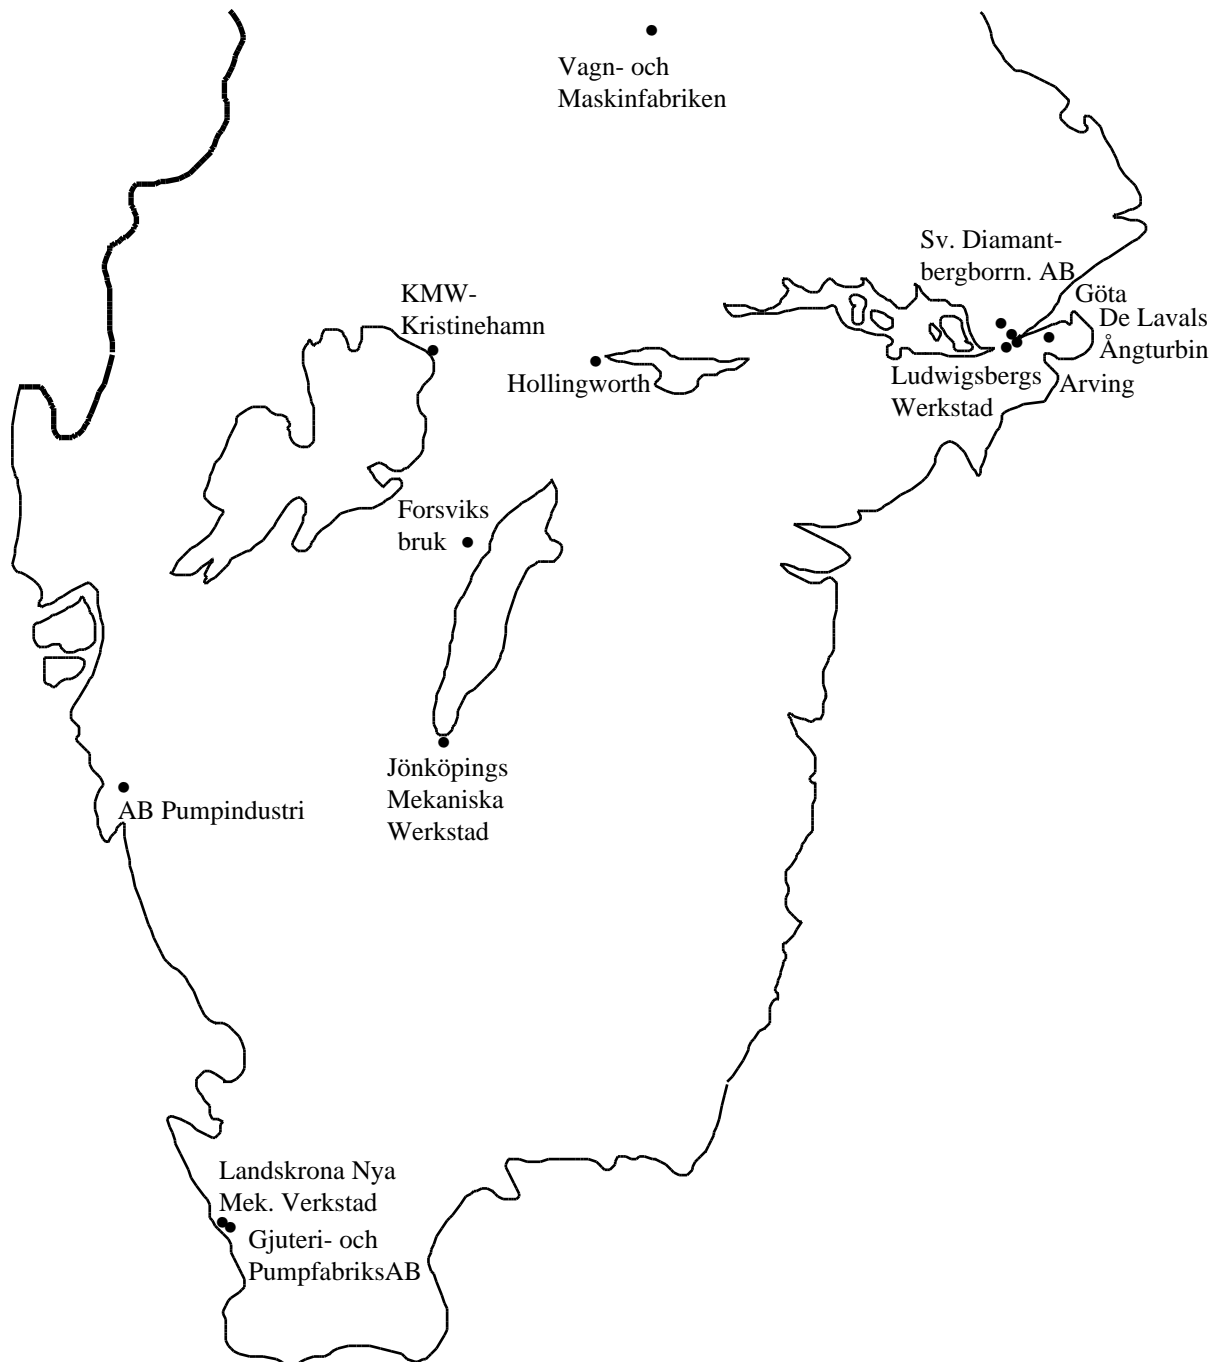 Vagn- och
Maskinfabriken
Sv. Diamant-
bergborrn. AB
KMW-
Kristinehamn
Göta
De Lavals
Ångturbin
Hollingworth
Ludwigsbergs
Werkstad
Arving
Forsviks
bruk
Jönköpings
Mekaniska
Werkstad
AB Pumpindustri
Landskrona Nya
Mek. Verkstad
Gjuteri- och
PumpfabriksAB